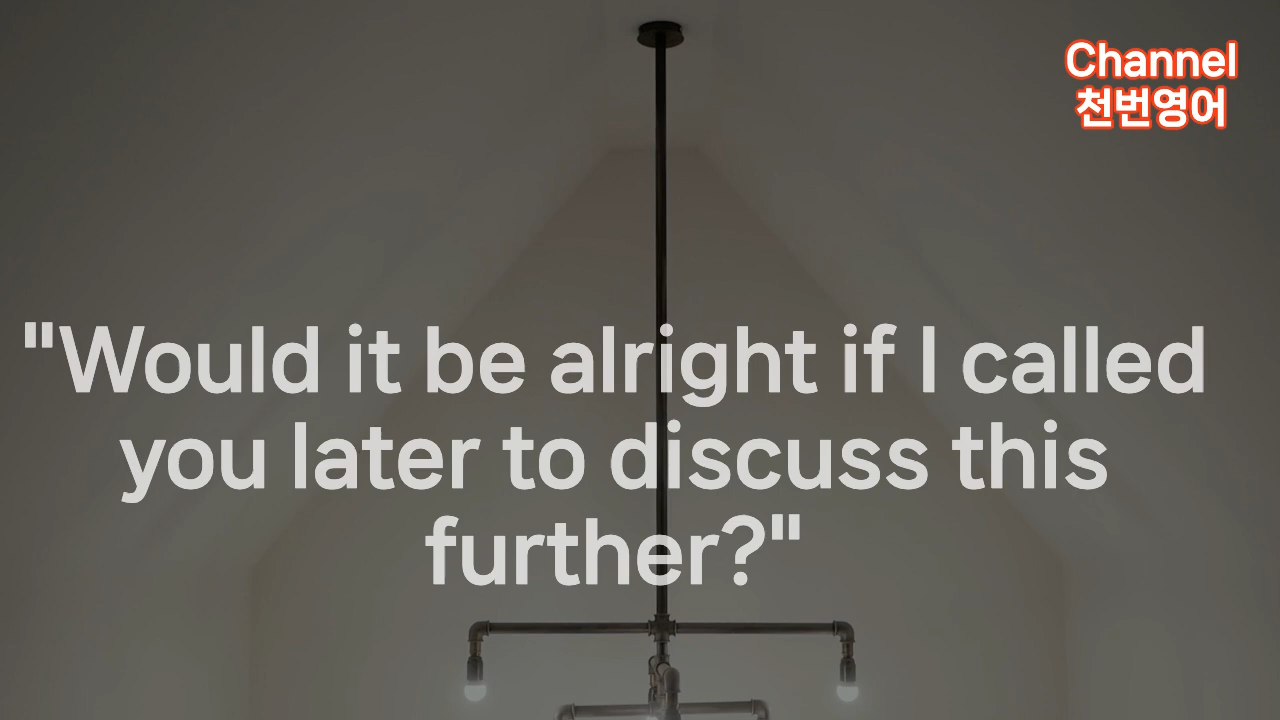 Channel
천번영어
"Would it be alright if I called
you later to discuss this
further?"